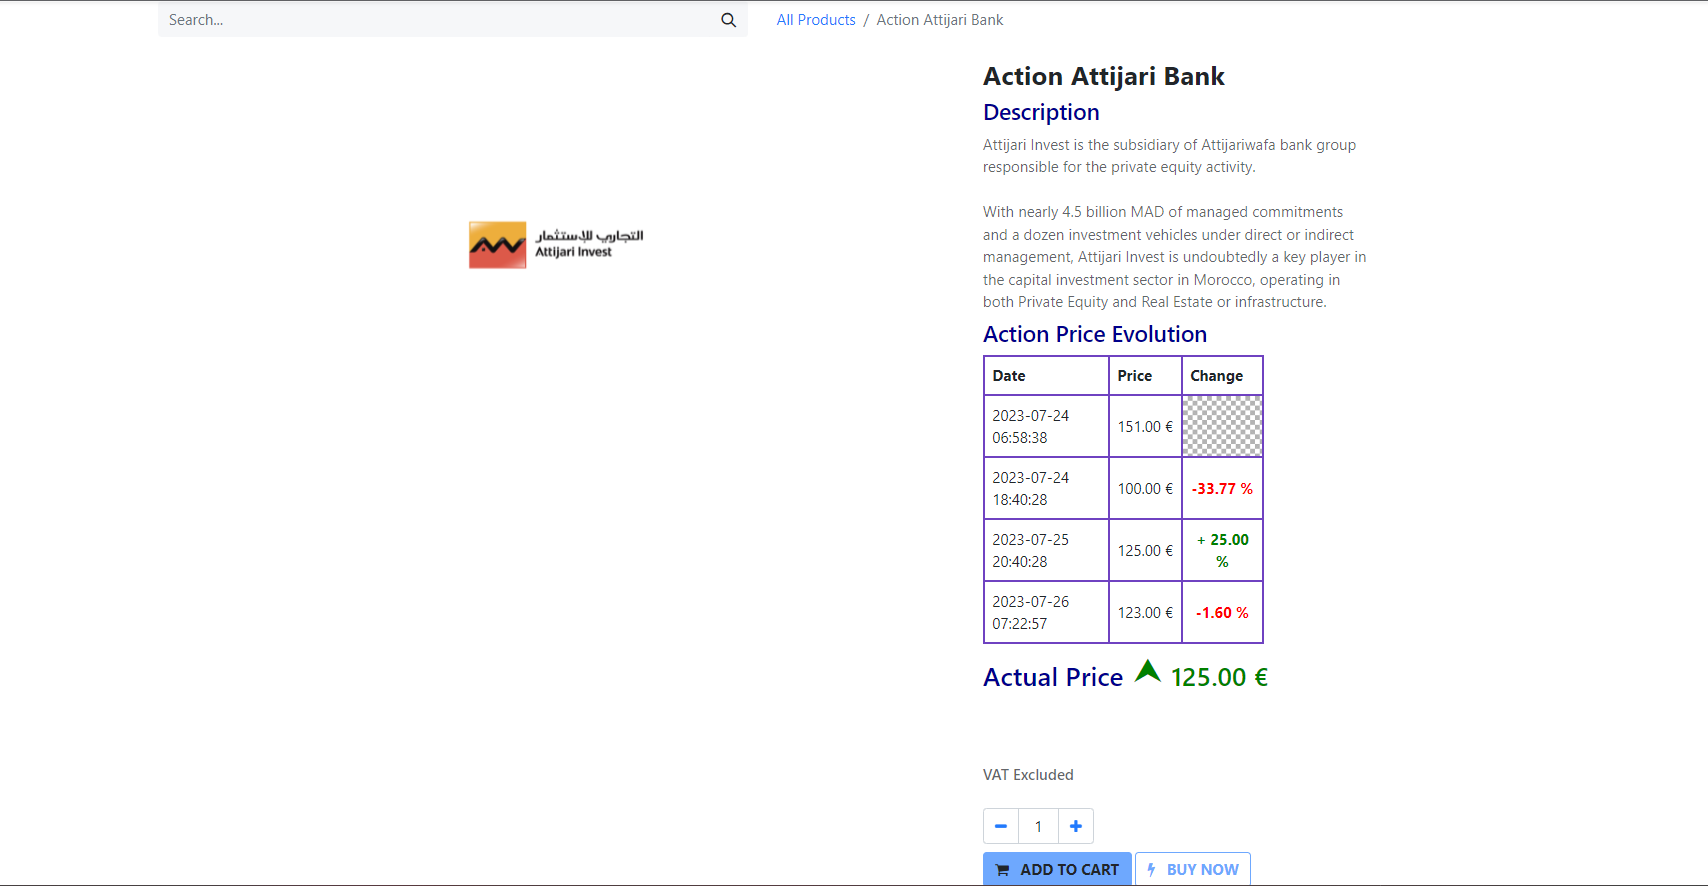 Search...
All Products / Action Attijari Bank
Action Attijari Bank
Description
Attijari Invest is the subsidiary of Attijariwafa bank group
responsible for the private equity activity.
With nearly 4.5 billion MAD of managed commitments
and a dozen investment vehicles under direct or indirect
management, Attijari Invest is undoubtedly a key player in
the capital investment sector in Morocco, operating in
both Private Equity and Real Estate or infrastructure.
التجاري للإستثمار
Attijari Invest
Action Price Evolution
Date Price Change
2023-07-24
06:58:38
151.00 €
2023-07-24
18:40:28
100.00 €
-33.77 %
2023-07-25
20:40:28
125.00 €
+ 25.00
%
2023-07-26
07:22:57
123.00 €
-1.60 %
Actual Price 125.00 €
VAT Excluded
1
ADD TO CART
BUY NOW